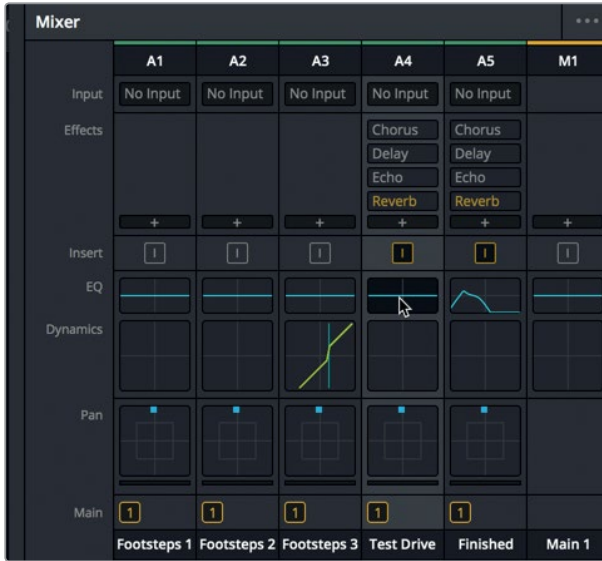 Mixer
A1 A2 A3 A4 A5 M1
Input No Input No Input No Input No Input No Input
Effects Chorus Chorus
Delay Delay
Echo Echo
Reverb Reverb
+ + + + + +
Insert I I I I I I
EQ
Dynamics
Pan
Main 1 1 1 1 1
Footsteps 1 Footsteps 2 Footsteps 3 Test Drive Finished Main 1